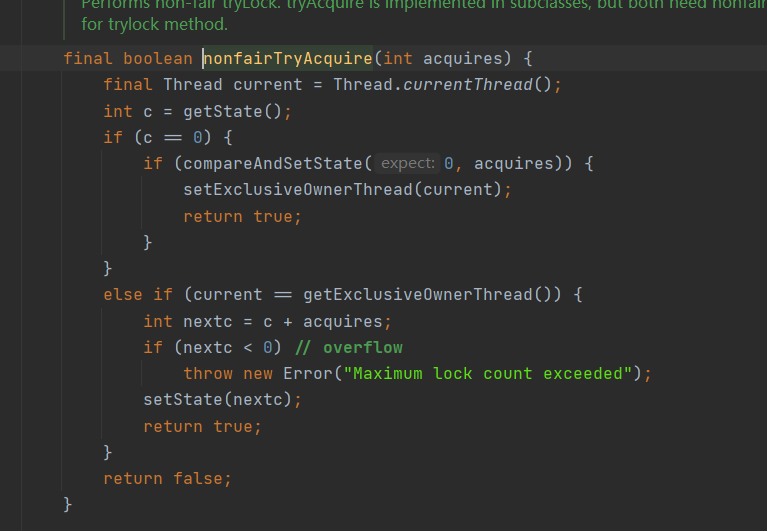 Performs non-fair tryLock. tryAcquire is implemented in subclasses, but both need nonfair
for trylock method.
final boolean nonfairTryAcquire(int acquires) {
final Thread current = Thread.currentThread();
int c = getState();
if (c == 0) {
if (compareAndSetState( expect: 0, acquires)) {
setExclusiveOwnerThread(current);
return true;
}
}
else if (current == getExclusiveOwnerThread()) {
int nextc = c + acquires;
if (nextc < 0) // overflow
throw new Error("Maximum lock count exceeded");
setState(nextc);
return true;
}
return false;
}